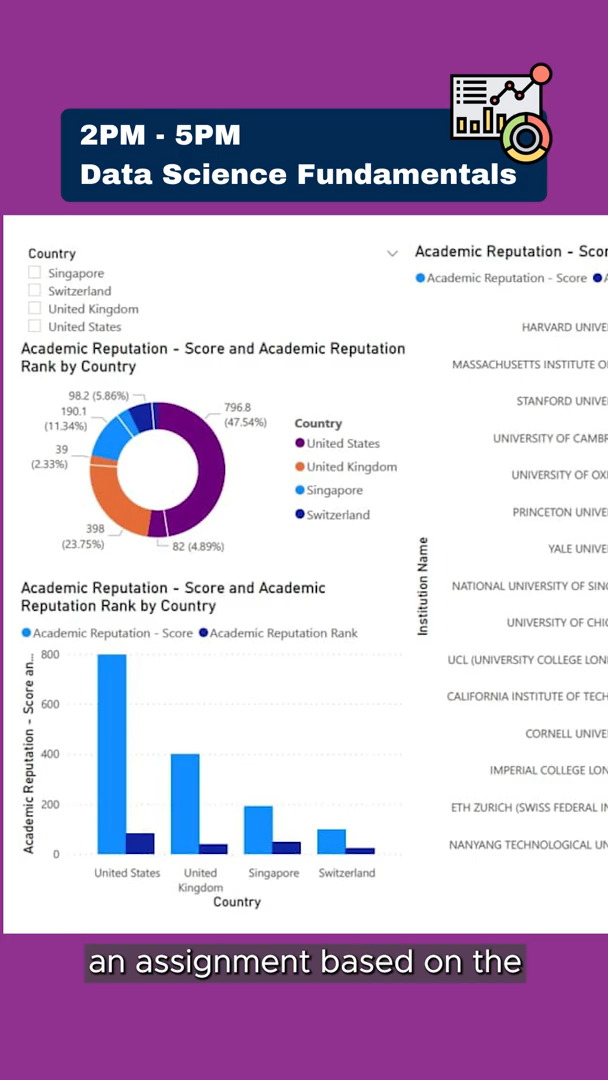 2PM - 5PM
Data Science Fundamentals
Country
Singapore
Switzerland
United Kingdom
United States
Academic Reputation - Score and Academic Reputation
Rank by Country
98.2 (5.86%)
190.1
(11.34%)
39
(2.33%)
398
(23.75%)
82 (4.89%)
796.8
(47.54%)
Country
United States
United Kingdom
Singapore
Switzerland
Academic Reputation - Score and Academic
Reputation Rank by Country
Academic Reputation - Score Academic Reputation Rank
Academic Reputation - Score an...
800
600
400
200
0
United States
United
Kingdom
Singapore
Switzerland
Country
Academic Reputation - Scor
Academic Reputation - Score A
Institution Name
HARVARD UNIVE
MASSACHUSETTS INSTITUTE O
STANFORD UNIVE
UNIVERSITY OF CAMBR
UNIVERSITY OF OX
PRINCETON UNIVE
YALE UNIVE
NATIONAL UNIVERSITY OF SING
UNIVERSITY OF CHIC
UCL (UNIVERSITY COLLEGE LON
CALIFORNIA INSTITUTE OF TECH
CORNELL UNIVE
IMPERIAL COLLEGE LON
ETH ZURICH (SWISS FEDERAL IN
NANYANG TECHNOLOGICAL UN
an assignment based on the